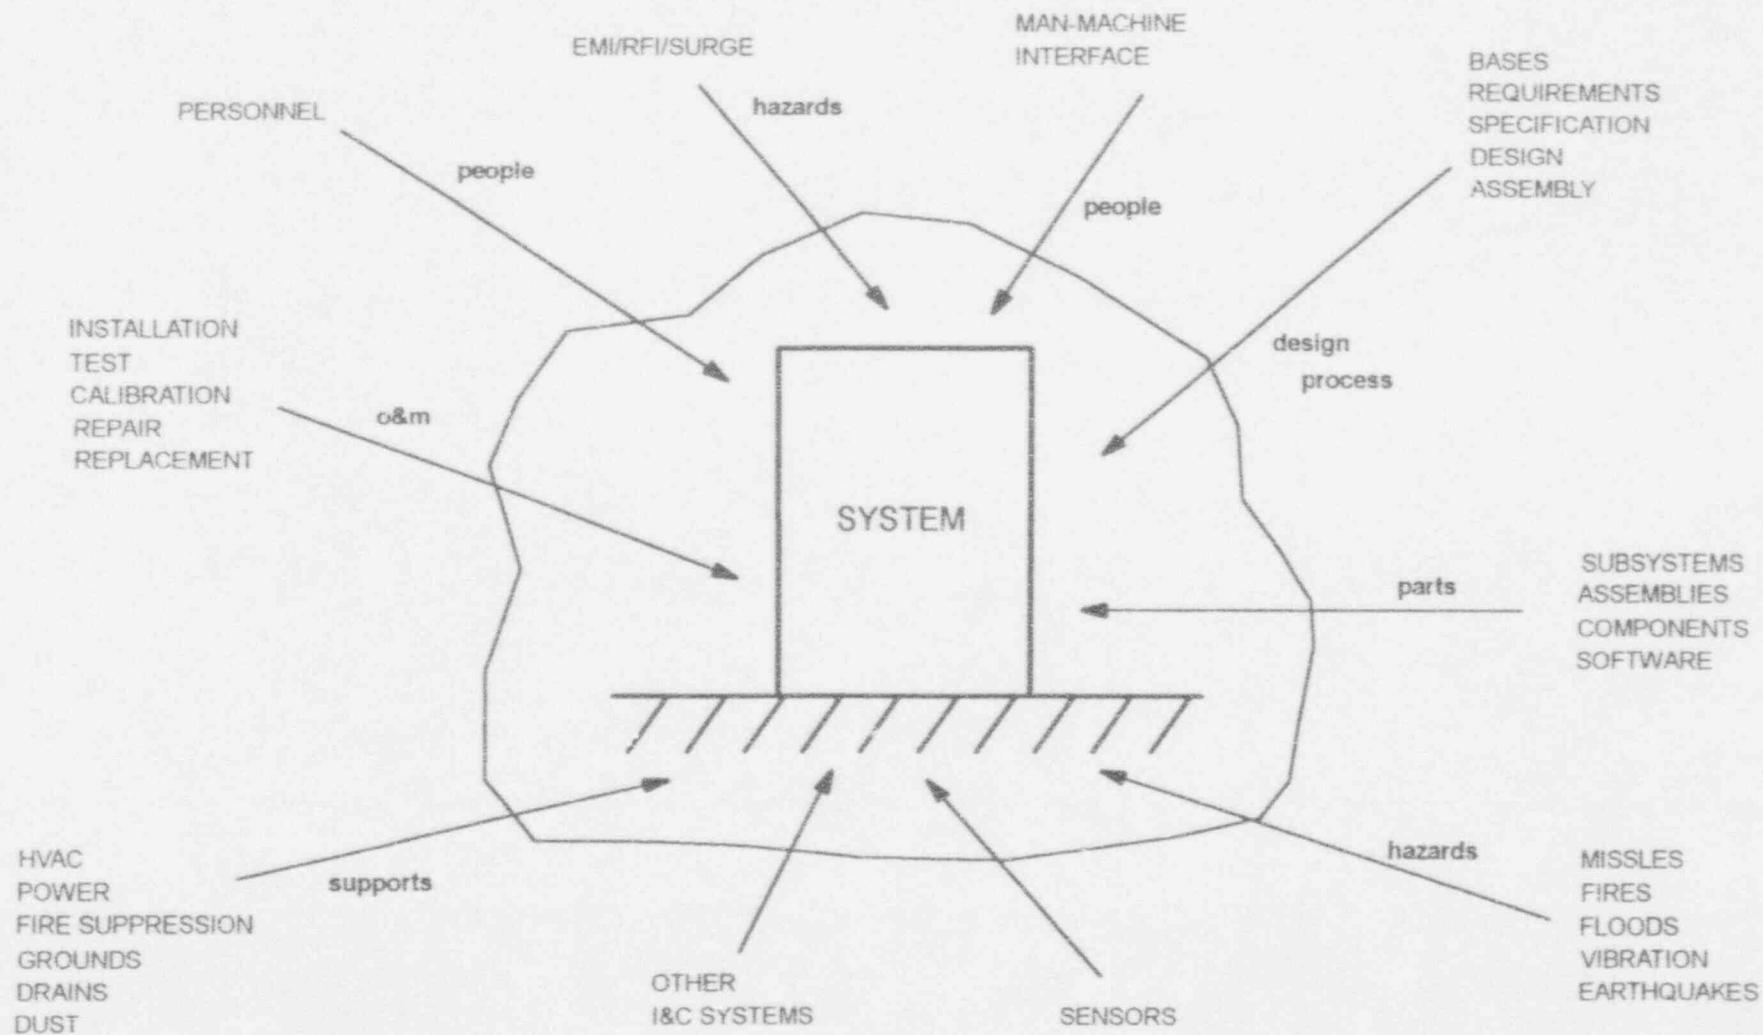 MAN-MACHINE
INTERFACE
EMI/RFI/SURGE
hazards
people
PERSONNEL
people
BASES
REQUIREMENTS
SPECIFICATION
DESIGN
ASSEMBLY
design
process
INSTALLATION
TEST
CALIBRATION
REPAIR
REPLACEMENT
o&m
SYSTEM
parts
SUBSYSTEMS
ASSEMBLIES
COMPONENTS
SOFTWARE
HVAC
POWER
FIRE SUPPRESSION
GROUNDS
DRAINS
DUST
supports
OTHER
I&C SYSTEMS
SENSORS
hazards
MISSLES
FIRES
FLOODS
VIBRATION
EARTHQUAKES